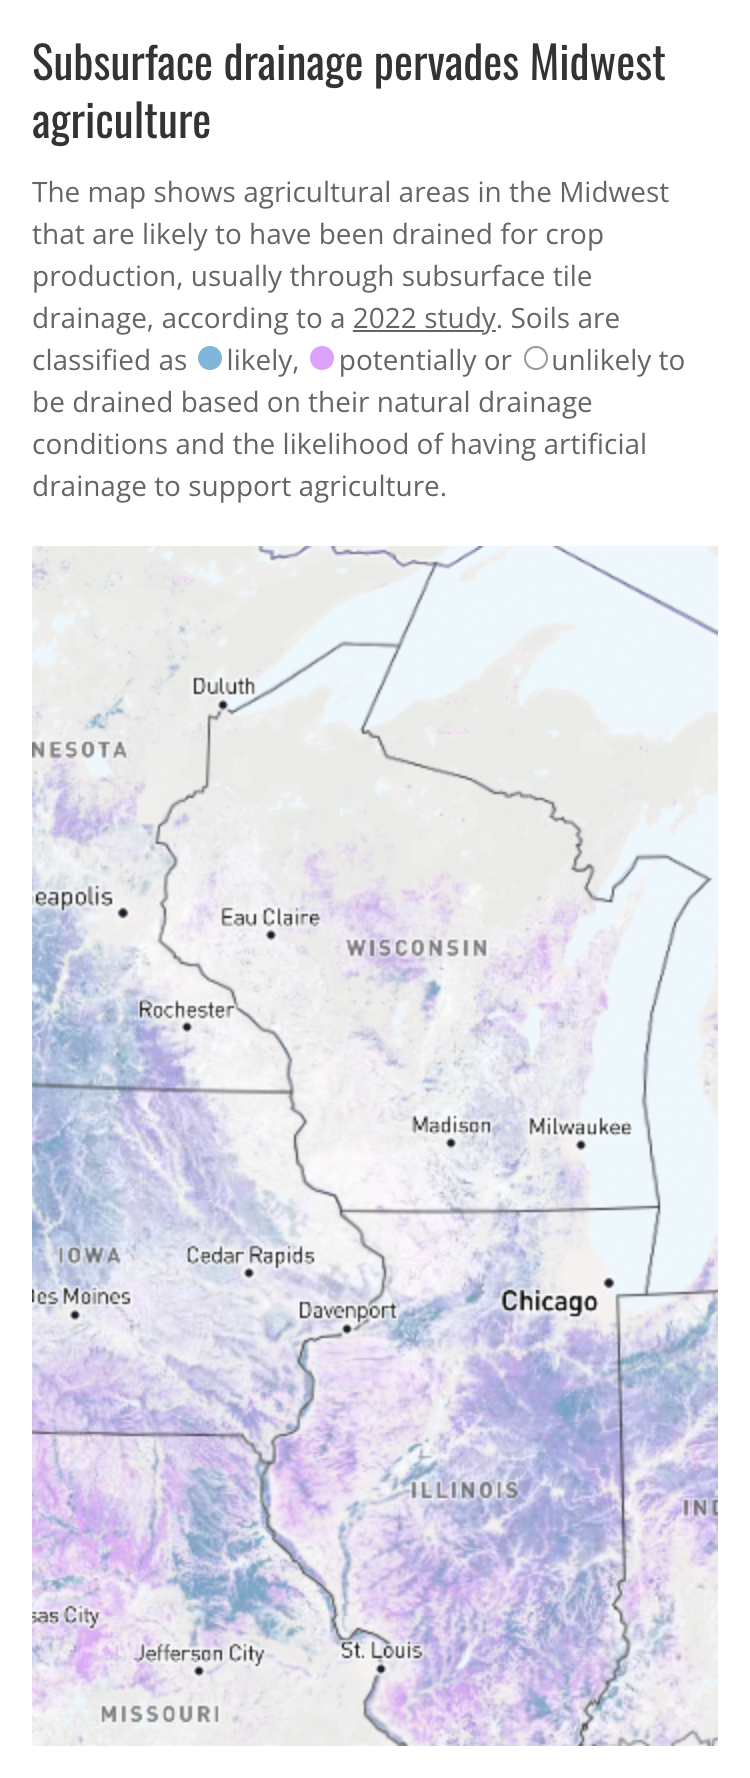 Subsurface drainage pervades Midwest
agriculture
The map shows agricultural areas in the Midwest
that are likely to have been drained for crop
production, usually through subsurface tile
drainage, according to a 2022 study. Soils are
classified as likely, potentially or unlikely to
be drained based on their natural drainage
conditions and the likelihood of having artificial
drainage to support agriculture.
Duluth
NESOTA
eapolis
Eau Claire
WISCONSIN
Rochester
Madison Milwaukee
IOWA Cedar Rapids
Des Moines
Chicago
Davenport
ILLINOIS
IND
sas City
Jefferson City St. Louis
MISSOURI